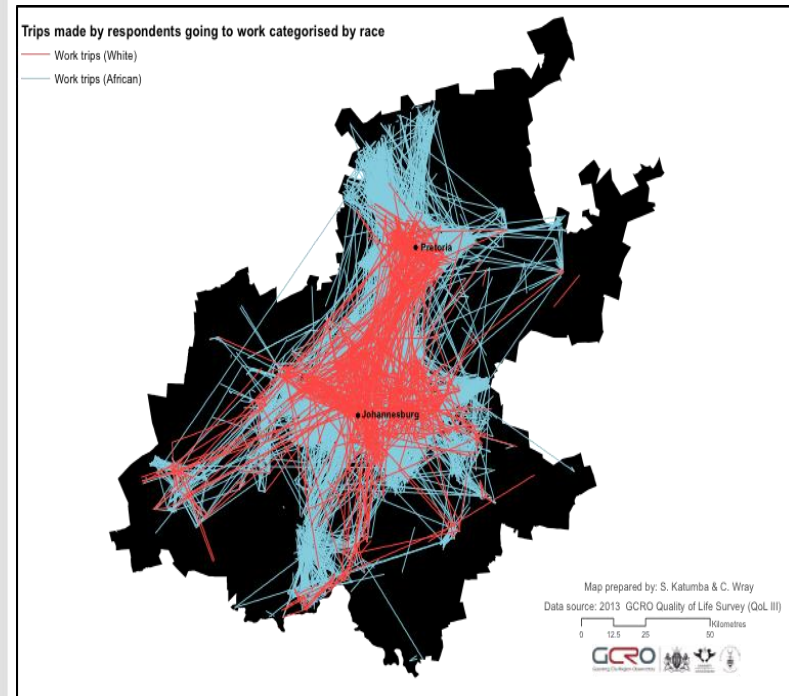 Trips made by respondents going to work categorised by race
Work trips (White)
Work trips (African)
Pretoria
Johannesburg
Map prepared by: S. Katumba & C. Wray
Data source: 2013 GCRO Quality of Life Survey (QoL III)
Kilometres
0 12.5 25 50
GCRO